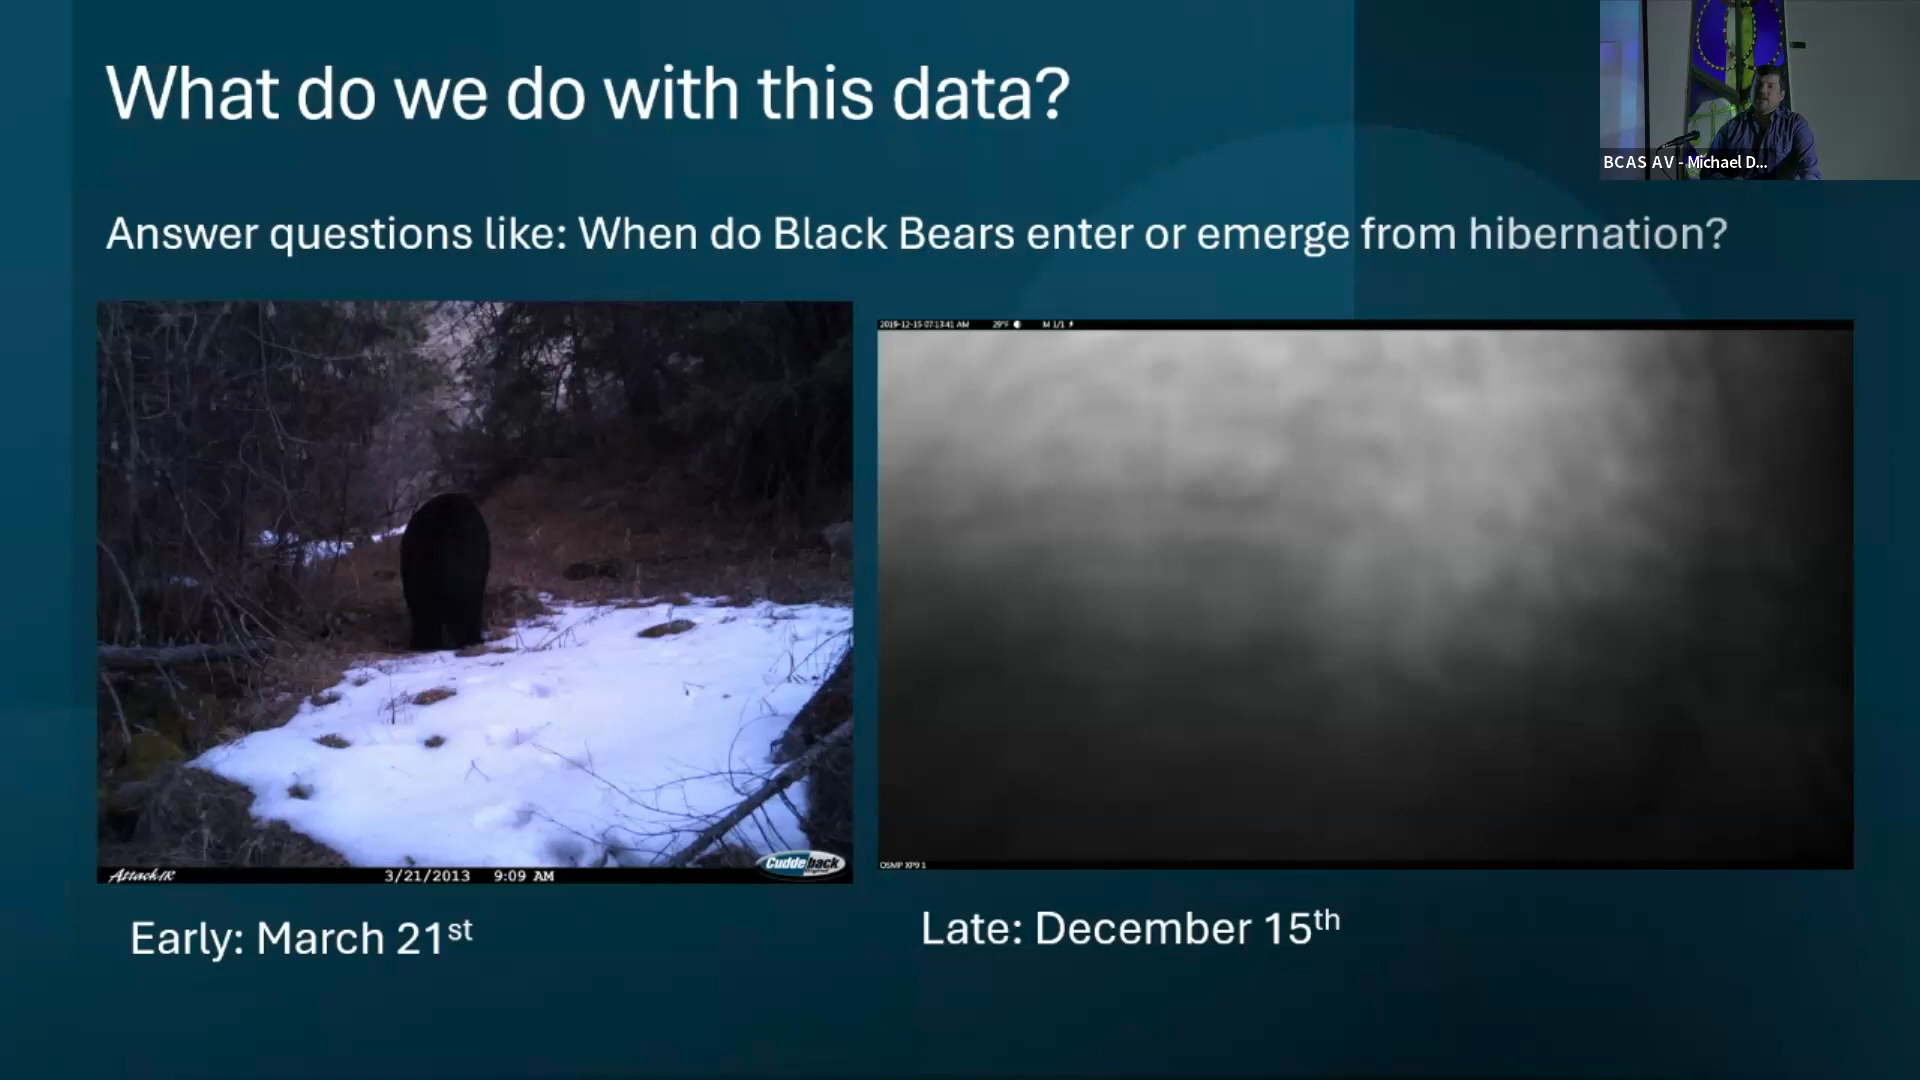 What do we do with this data?
BCAS AV - Michael D...
Answer questions like: When do Black Bears enter or emerge from hibernation?
2019-12-15 07:13:41 AM 29°F M 1/1
AttackIR 3/21/2013 9:09 AM Cuddeback
OSMP XP9 1
Early: March 21st
Late: December 15th